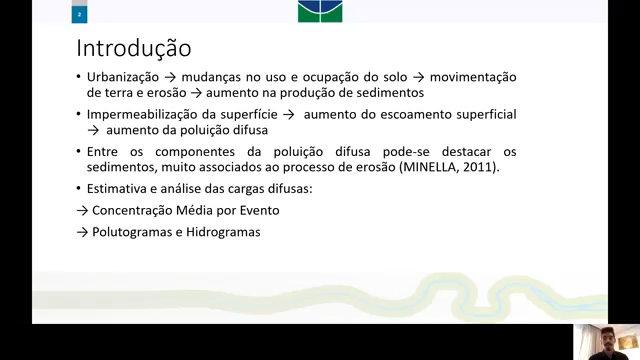 2
Introdução
• Urbanização → mudanças no uso e ocupação do solo → movimentação
de terra e erosão → aumento na produção de sedimentos
• Impermeabilização da superfície → aumento do escoamento superficial
→ aumento da poluição difusa
• Entre os componentes da poluição difusa pode-se destacar os
sedimentos, muito associados ao processo de erosão (MINELLA, 2011).
• Estimativa e análise das cargas difusas:
→ Concentração Média por Evento
→ Polutogramas e Hidrogramas